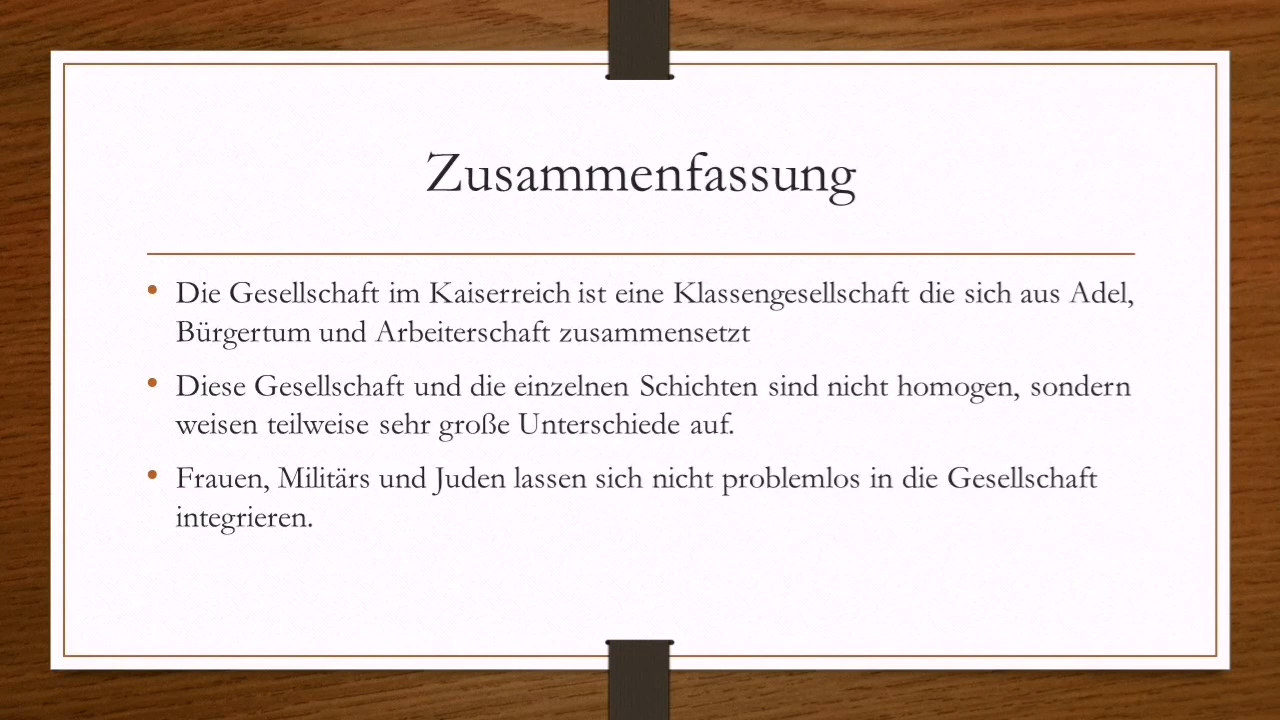 Zusammenfassung
• Die Gesellschaft im Kaiserreich ist eine Klassengesellschaft die sich aus Adel,
Bürgertum und Arbeiterschaft zusammensetzt
• Diese Gesellschaft und die einzelnen Schichten sind nicht homogen, sondern
weisen teilweise sehr große Unterschiede auf.
• Frauen, Militärs und Juden lassen sich nicht problemlos in die Gesellschaft
integrieren.